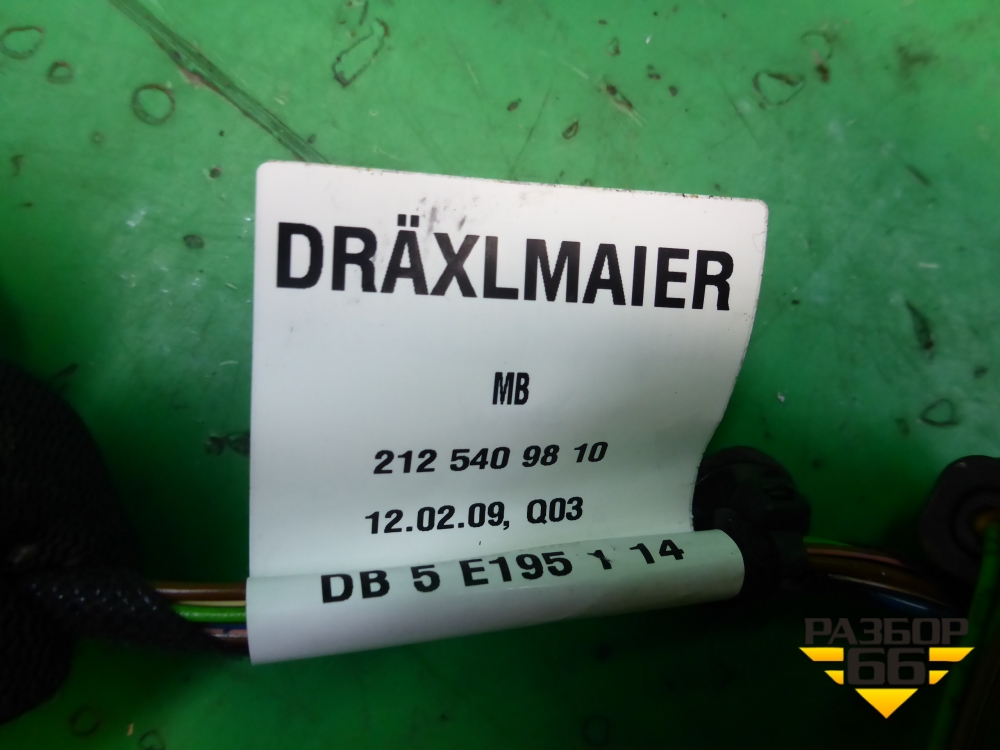 DRÄXLMAIER
MB
212 540 98 10
12.02.09, Q03
DB 5 E195 1 14
РАЗБОР
66